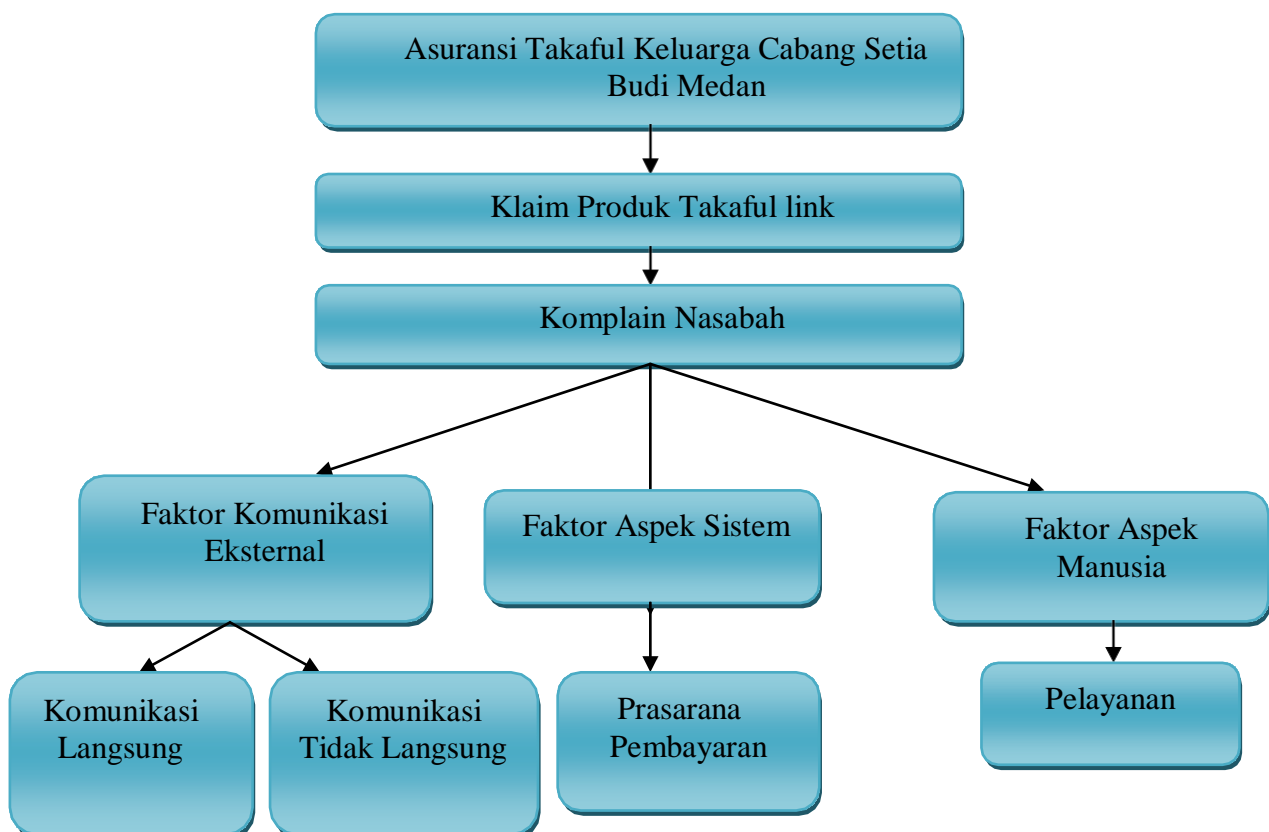 Asuransi Takaful Keluarga Cabang Setia
Budi Medan
Klaim Produk Takaful link
Komplain Nasabah
Faktor Komunikasi
Eksternal
Faktor Aspek Sistem
Faktor Aspek
Manusia
Komunikasi
Langsung
Komunikasi
Tidak Langsung
Prasarana
Pembayaran
Pelayanan